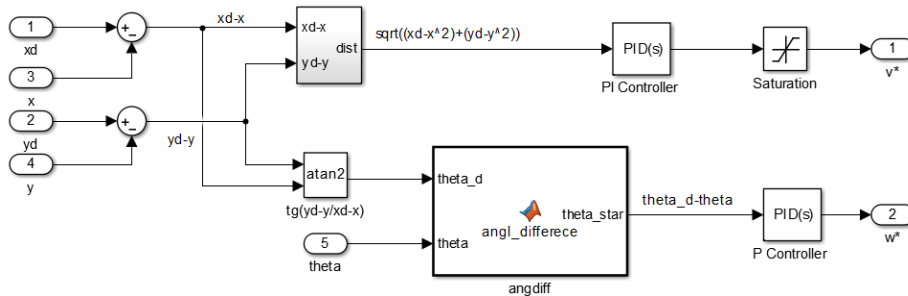 1
xd
3
x
2
yd
4
y
xd-x
yd-y
xd-x
yd-y
dist
sqrt((xd-x^2)+(yd-y^2))
PID(s)
PI Controller
Saturation
1
v*
atan2
tg(yd-y/xd-x)
5
theta
theta_d
theta
theta_star
angl_differece
angdiff
theta_d-theta
PID(s)
P Controller
2
w*